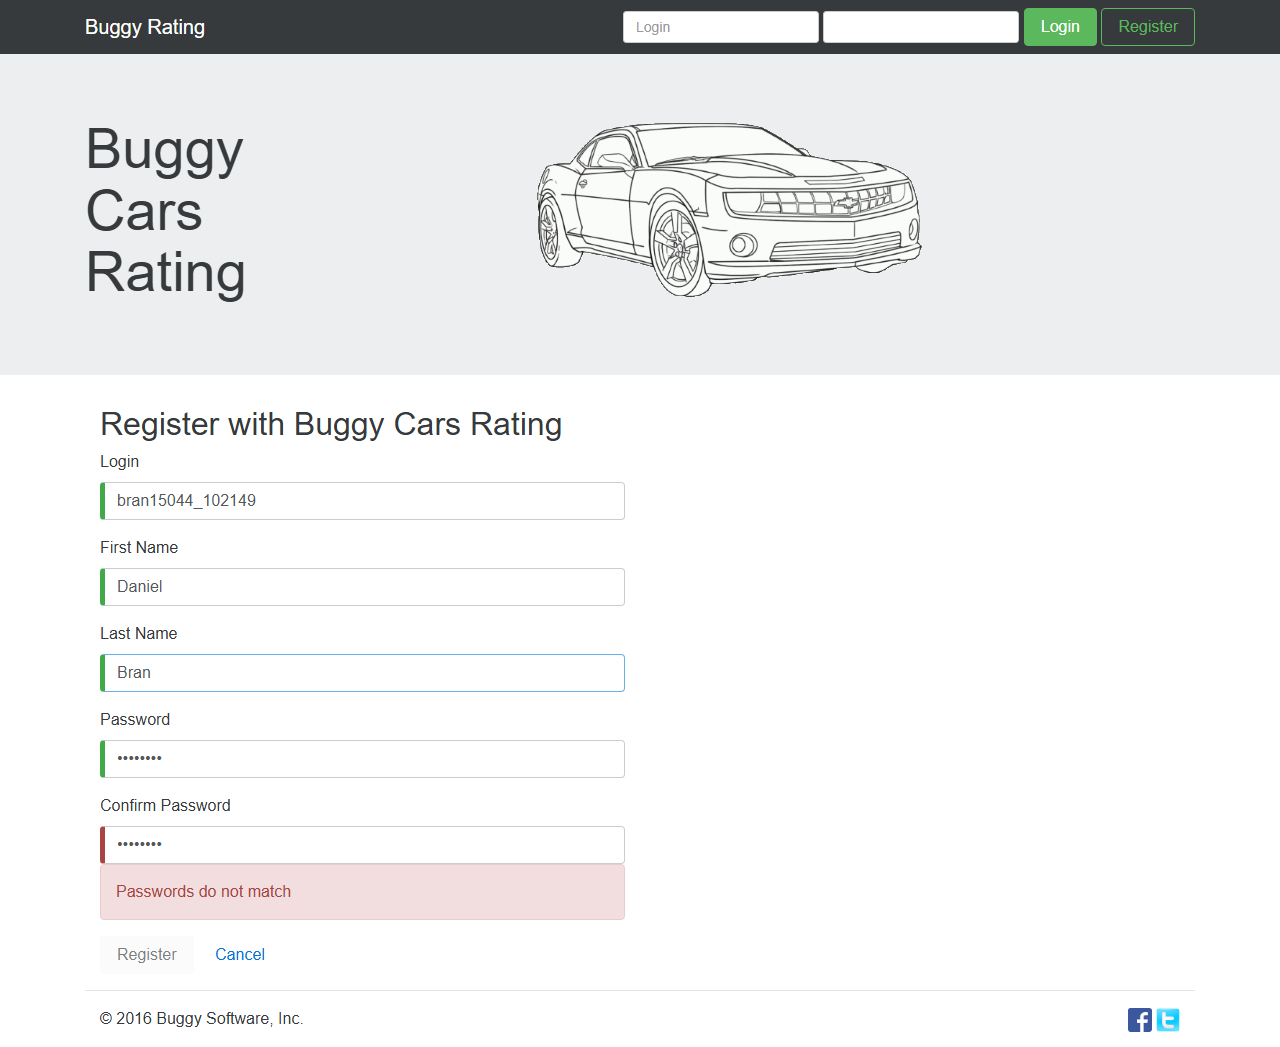 Buggy Rating
Login
Login
Register
Buggy
Cars
Rating
Register with Buggy Cars Rating
Login
bran15044_102149
First Name
Daniel
Last Name
Bran
Password
••••••••
Confirm Password
••••••••
Passwords do not match
Register
Cancel
© 2016 Buggy Software, Inc.